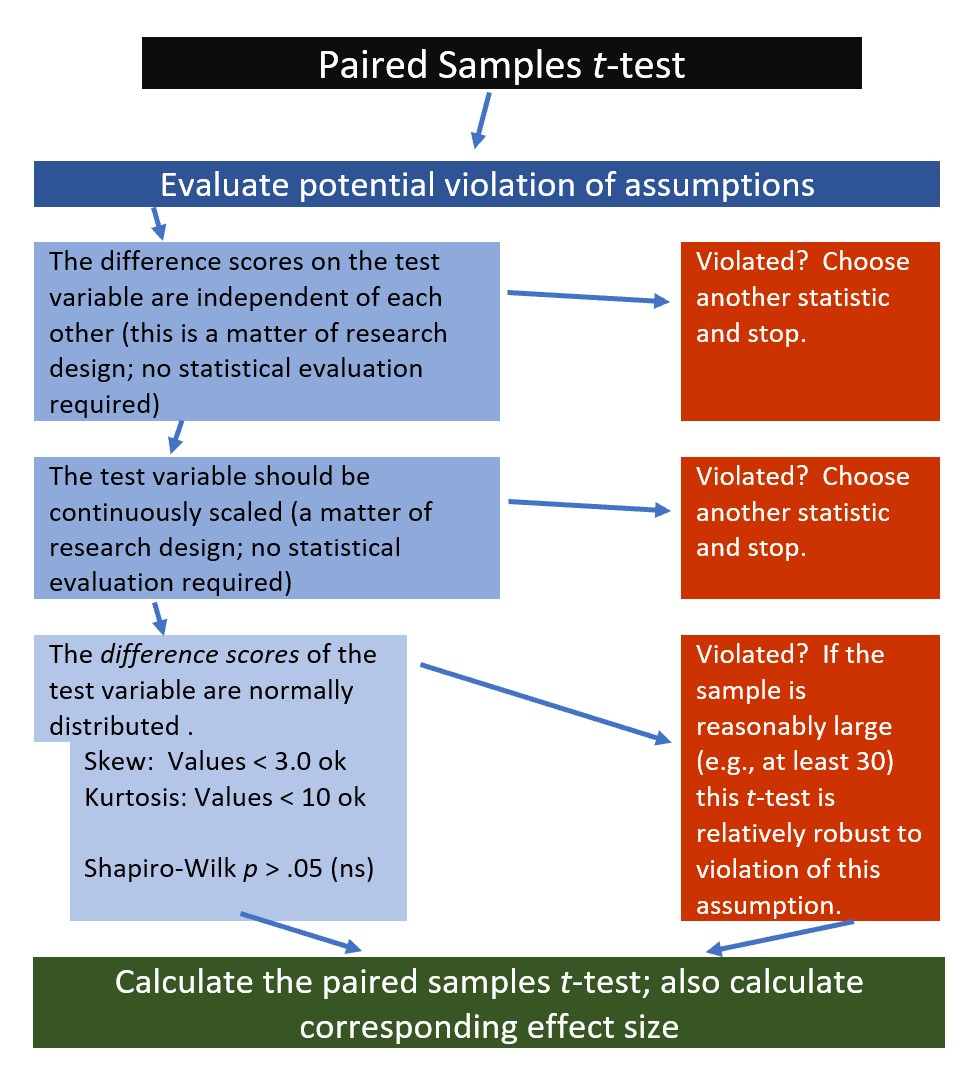 Paired Samples t-test
Evaluate potential violation of assumptions
The difference scores on the test
variable are independent of each
other (this is a matter of research
design; no statistical evaluation
required)
Violated?  Choose
another statistic
and stop.
The test variable should be
continuously scaled (a matter of
research design; no statistical
evaluation required)
Violated?  Choose
another statistic
and stop.
The difference scores of the
test variable are normally
distributed .
Skew:  Values < 3.0 ok
Kurtosis: Values < 10 ok
Shapiro-Wilk p > .05 (ns)
Violated?  If the
sample is
reasonably large
(e.g., at least 30)
this t-test is
relatively robust to
violation of this
assumption.
Calculate the paired samples t-test; also calculate
corresponding effect size